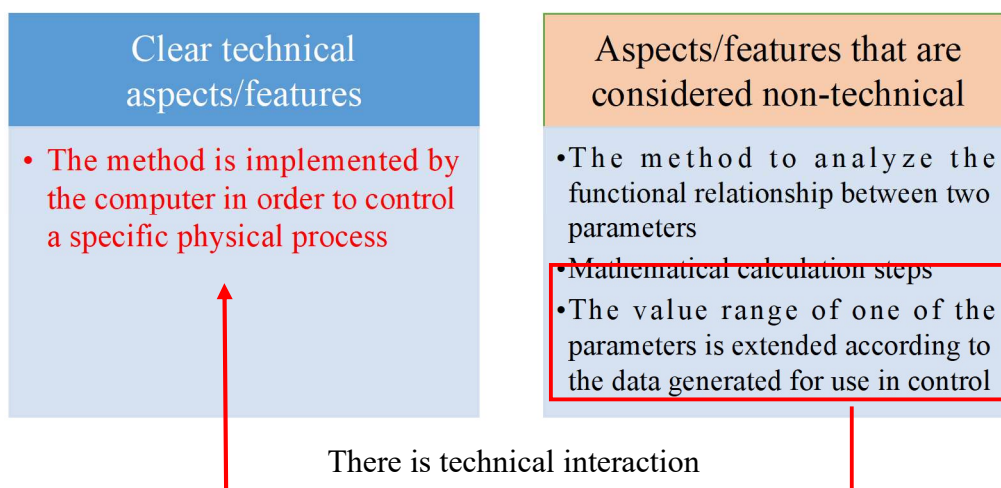 Clear technical
aspects/features
• The method is implemented by
the computer in order to control
a specific physical process
Aspects/features that are
considered non-technical
•The method to analyze the
functional relationship between two
parameters
•Mathematical calculation steps
•The value range of one of the
parameters is extended according to
the data generated for use in control
There is technical interaction